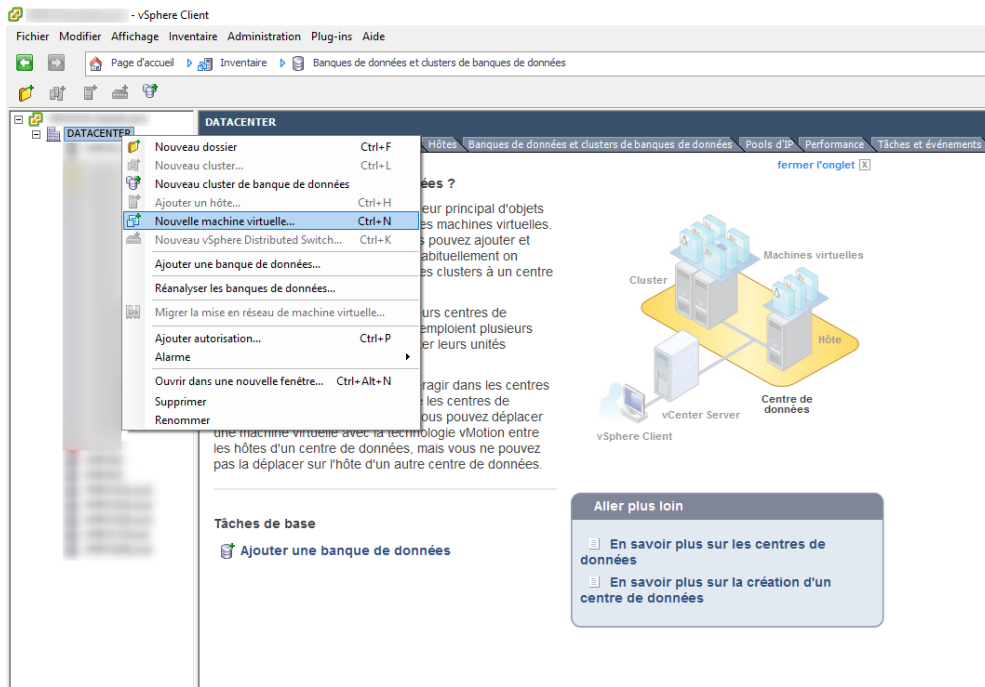 - vSphere Client
Fichier Modifier Affichage Inventaire Administration Plug-ins Aide
Page d'accueil Inventaire Banques de données et clusters de banques de données
DATACENTER
DATACENTER
Hôtes Banques de données et clusters de banques de données Pools d'IP Performance Tâches et événements
fermer l'onglet
Nouveau dossier Ctrl+F
Nouveau cluster... Ctrl+L
Nouveau cluster de banque de données
Ajouter un hôte... Ctrl+H
Nouvelle machine virtuelle... Ctrl+N
Nouveau vSphere Distributed Switch... Ctrl+K
Ajouter une banque de données...
Réanalyser les banques de données...
Migrer la mise en réseau de machine virtuelle...
Ajouter autorisation... Ctrl+P
Alarme
Ouvrir dans une nouvelle fenêtre... Ctrl+Alt+N
Supprimer
Renommer
ées ?
eur principal d'objets
es machines virtuelles.
pouvez ajouter et
abituellement on
es clusters à un centre
urs centres de
emploient plusieurs
er leurs unités
ragir dans les centres
les centres de
ous pouvez déplacer
une machine virtuelle avec la technologie vMotion entre
les hôtes d'un centre de données, mais vous ne pouvez
pas la déplacer sur l'hôte d'un autre centre de données.
Machines virtuelles
Cluster
Hôte
Centre de
données
vCenter Server
vSphere Client
Tâches de base
Ajouter une banque de données
Aller plus loin
En savoir plus sur les centres de
données
En savoir plus sur la création d'un
centre de données